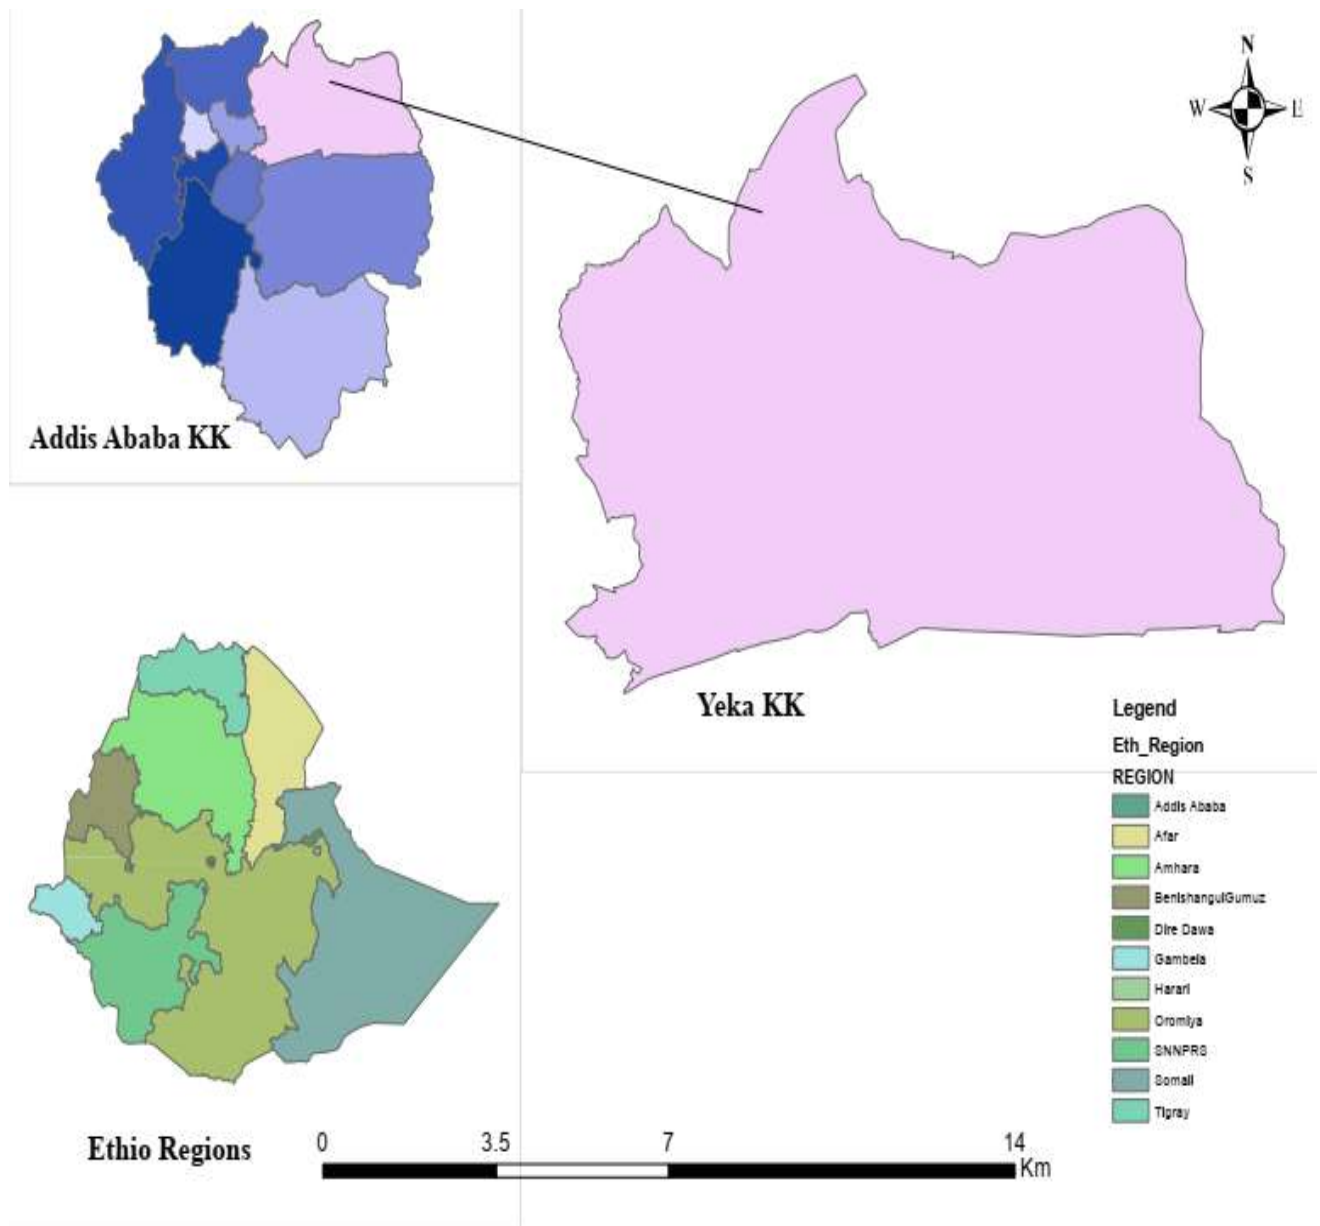 N
W E
S
Addis Ababa KK
Yeka KK
Legend
Eth_Region
REGION
Addis Ababa
Afar
Amhara
BenishangulGumuz
Dire Dawa
Gambela
Harari
Oromiya
SNNPRS
Somali
Tigray
Ethio Regions
0 3.5 7 14
Km